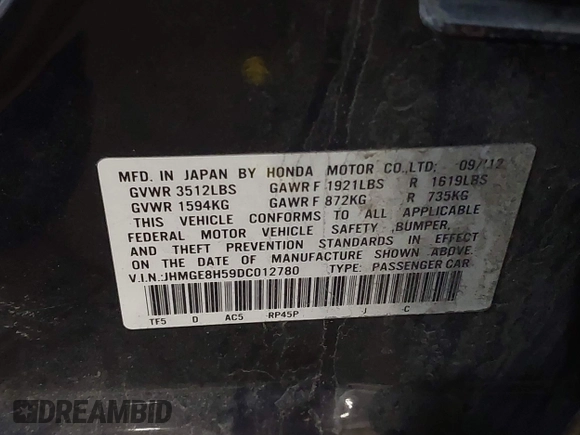 MFD. IN JAPAN BY HONDA MOTOR CO.,LTD; 09/'12
GVWR 3512LBS GAWR F 1921LBS R 1619LBS
GVWR 1594KG GAWR F 872KG R 735KG
THIS VEHICLE CONFORMS TO ALL APPLICABLE
FEDERAL MOTOR VEHICLE SAFETY ,BUMPER,
AND THEFT PREVENTION STANDARDS IN EFFECT
ON THE DATE OF MANUFACTURE SHOWN ABOVE.
V.I.N.:JHMGE8H59DC012780 TYPE: PASSENGER CAR
TF5 D AC5 RP45P J C
DREAMBID